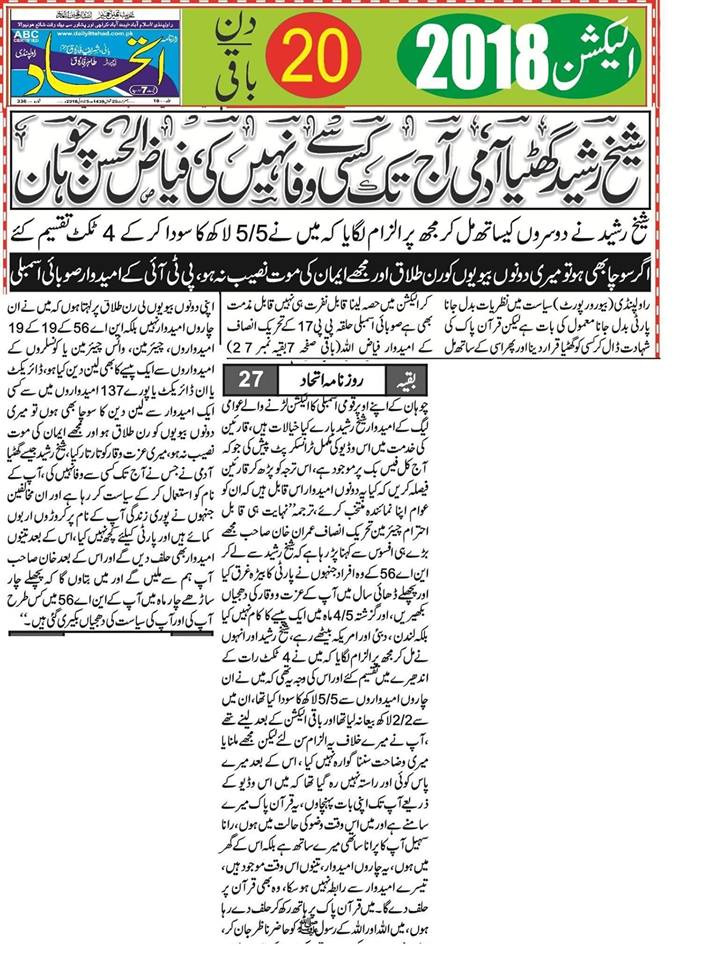 الیکشن 2018
20
دن
باقی
ABC
CERTIFIED
www.dailyittehad.com.pk
روزنامہ
اتحاد
راولپنڈی
شیخ رشید گھٹیا آدمی آج تک کسی سے وفا نہیں کی فیاض الحسن چوہان
شیخ رشید نے دوسروں کیساتھ مل کر مجھ پر الزام لگایا کہ میں نے 5/5 لاکھ کا سودا کر کے 4 ٹکٹ تقسیم کئے
اگر سوچا بھی ہو تو میری دونوں بیویوں کو رن طلاق اور مجھے ایمان کی موت نصیب نہ ہو، پی ٹی آئی کے امیدوار صوبائی اسمبلی
راولپنڈی (بیورو رپورٹ) سیاست میں نظریات بدل جانا
پارٹی بدل جانا معمول کی بات ہے لیکن قرآن پاک کی
شہادت ڈال کر کسی کو گھٹیا قرار دینا اور پھر اسی کے ساتھ مل
کر الیکشن میں حصہ لینا قابل نفرت ہی نہیں قابل مذمت
بھی ہے صوبائی اسمبلی حلقہ پی پی 17 کے تحریک انصاف
کے امیدوار فیاض اللہ (باقی صفحہ 7 بقیہ نمبر 27)
بقیہ روزنامہ اتحاد 27
چوہان کے اپنے اوپر قومی اسمبلی کا الیکشن لڑنے والے عوامی
لیگ کے امیدوار شیخ رشید بارے کیا خیالات ہیں، قارئین
کی خدمت میں اس وڈیو کی مکمل ٹرانسکرپٹ پیش کی جو کہ
آج کل فیس بک پر موجود ہے، اس ترجمہ کو پڑھ کر قارئین
فیصلہ کریں کہ کیا یہ دونوں امیدوار اس قابل ہیں کہ ان کو
عوام اپنا نمائندہ منتخب کرے، ترجمہ ”نہایت ہی قابل
احترام چیئرمین تحریک انصاف عمران خان صاحب مجھے
بڑے ہی افسوس سے کہنا پڑ رہا ہے کہ شیخ رشید سے لے کر
این اے 56 کے وہ افراد جنہوں نے پارٹی کا بیڑہ غرق کیا
اور پچھلے ڈھائی سال میں آپ کے عزت و وقار کی دھجیاں
بکھیریں، اور گزشتہ 4/5 ماہ میں ایک پیسے کا کام نہیں کیا
بلکہ لندن، دبئی اور امریکہ بیٹھے رہے، شیخ رشید اور انہوں
نے مل کر مجھ پر الزام لگایا کہ میں نے 4 ٹکٹ رات کے
اندھیرے میں تقسیم کئے اور اس کی وجہ یہ تھی کہ میں نے ان
چاروں امیدواروں سے 5/5 لاکھ کا سودا کیا تھا، ان میں
سے 2/2 لاکھ بیعانہ لیا تھا اور باقی الیکشن کے بعد لینے تھے
، آپ نے میرے خلاف یہ الزام سن لئے لیکن مجھے ملنا یا
میری وضاحت سننا گوارہ نہیں کیا، اس کے بعد میرے
پاس کوئی اور راستہ نہیں رہ گیا تھا کہ میں اس وڈیو کے
ذریعے آپ تک اپنی بات پہنچاوں، یہ قرآن پاک میرے
سامنے ہے اور میں اس وقت وضو کی حالت میں ہوں، رانا
سہیل آپ کا پرانا ساتھی میرے ساتھ ہے بلکہ اس کے گھر
میں ہوں، یہ چاروں امیدوار، تینوں اس وقت موجود ہیں،
تیسرے امیدوار سے رابطہ نہیں ہو سکا، وہ بھی قرآن پر
حلف دے گا۔ میں قرآن پاک پر ہاتھ رکھ کر حلف دے رہا
ہوں، میں اللہ اور اللہ کے رسول ﷺ کو حاضر ناظر جان کر،
اپنی دونوں بیویوں کی رن طلاق پر کہتا ہوں کہ میں نے ان
چاروں امیدوار نہیں بلکہ این اے 56 کے 19 کے 19
امیدواروں، چیئرمین، وائس چیئرمین یا کونسلروں کے
امیدواروں سے ایک پیسے کا بھی لین دین کیا ہو، ڈائریکٹ
یا ان ڈائریکٹ یا پورے 137 امیدواروں میں سے کسی
ایک امیدوار سے لین دین کا سوچا بھی ہوں تو میری
دونوں بیویوں کو رن طلاق ہو اور مجھے ایمان کی موت
نصیب نہ ہو، میری عزت وقار کو تار تار کیا، شیخ رشید جیسے گھٹیا
آدمی نے جس نے آج تک کسی سے وفا نہیں کی، آپ کے
نام کو استعمال کر کے سیاست کر رہا ہے اور ان مخالفین
جنہوں نے پوری زندگی آپ کے نام پر کروڑوں اربوں
کمائے ہیں اور پارٹی کیلئے کچھ نہیں کیا، اس کے بعد تینوں
امیدوار بھی حلف دیں گے اور اس کے بعد خان صاحب
آپ ہم سے ملیں گے اور میں بتاوں گا کہ پچھلے چار
ساڑھے چار ماہ میں آپ کے این اے 56 میں کس طرح
آپ کی اور آپ کی سیاست کی دھجیاں بکھیری گئی ہیں۔“